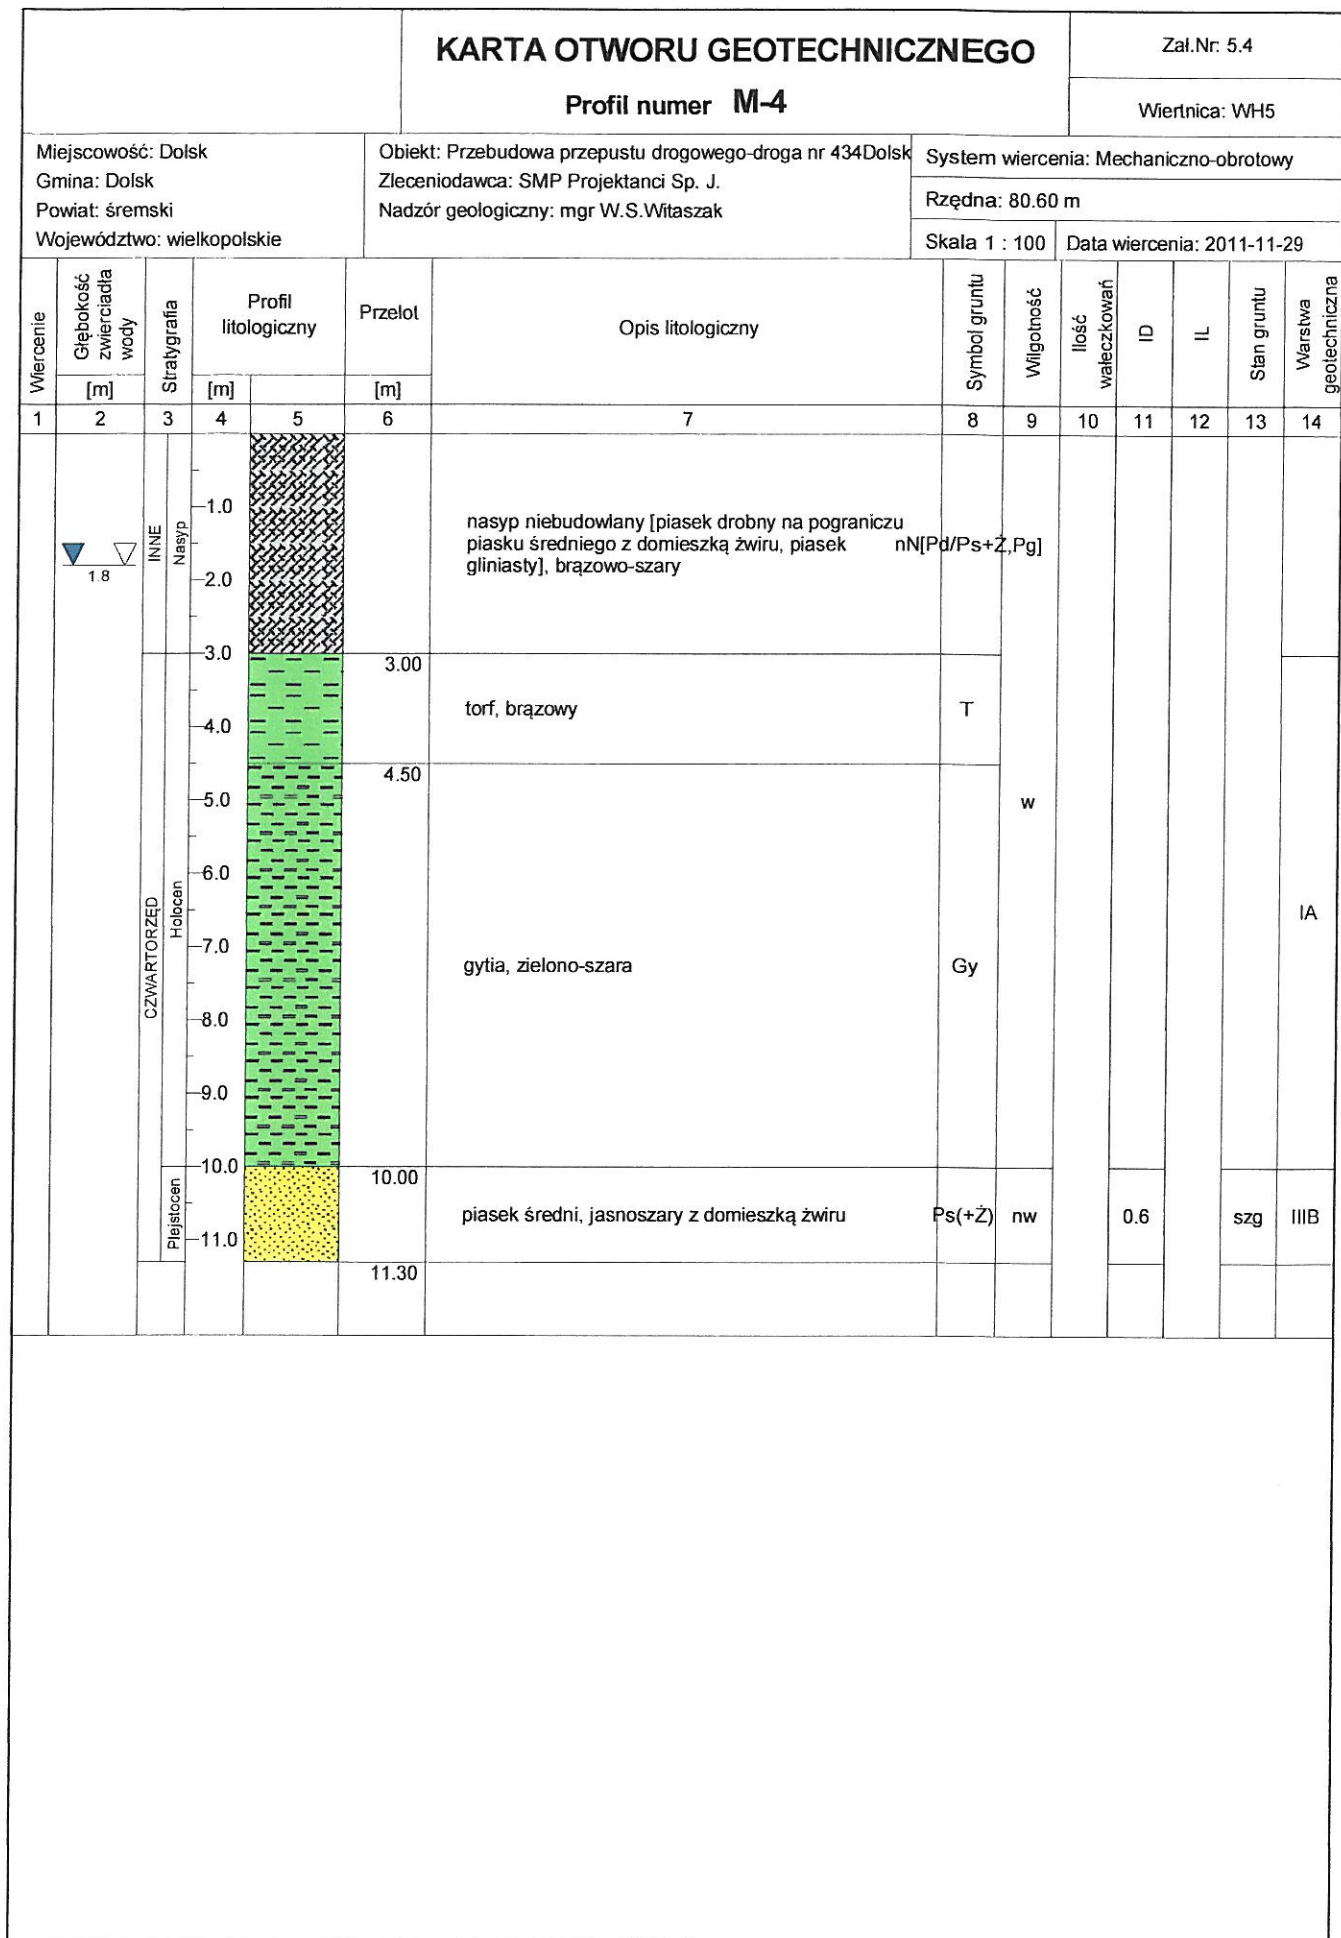 KARTA OTWORU GEOTECHNICZNEGO
Profil numer M-4
Zał.Nr: 5.4
Wiertnica: WH5
Miejscowość: Dolsk
Gmina: Dolsk
Powiat: śremski
Województwo: wielkopolskie
Obiekt: Przebudowa przepustu drogowego-droga nr 434Dolsk
Zleceniodawca: SMP Projektanci Sp. J.
Nadzór geologiczny: mgr W.S.Witaszak
System wiercenia: Mechaniczno-obrotowy
Rzędna: 80.60 m
Skala 1 : 100
Data wiercenia: 2011-11-29
Wiercenie
Głębokość
zwierciadła
wody
[m]
Stratygrafia
Profil
litologiczny
[m]
Przelot
[m]
Opis litologiczny
Symbol gruntu
Wilgotność
Ilość
wałeczkowań
ID
IL
Stan gruntu
Warstwa
geotechniczna
1 2 3 4 5 6 7 8 9 10 11 12 13 14
1.8
INNE
Nasyp
CZWARTORZĘD
Holocen
Plejstocen
1.0
2.0
3.0
4.0
5.0
6.0
7.0
8.0
9.0
10.0
11.0
3.00
4.50
10.00
11.30
nasyp niebudowlany [piasek drobny na pograniczu
piasku średniego z domieszką żwiru, piasek
gliniasty], brązowo-szary
nN[Pd/Ps+Ż,Pg]
torf, brązowy
T
w
gytia, zielono-szara
Gy
IA
piasek średni, jasnoszary z domieszką żwiru
Ps(+Ż)
nw
0.6
szg
IIIB